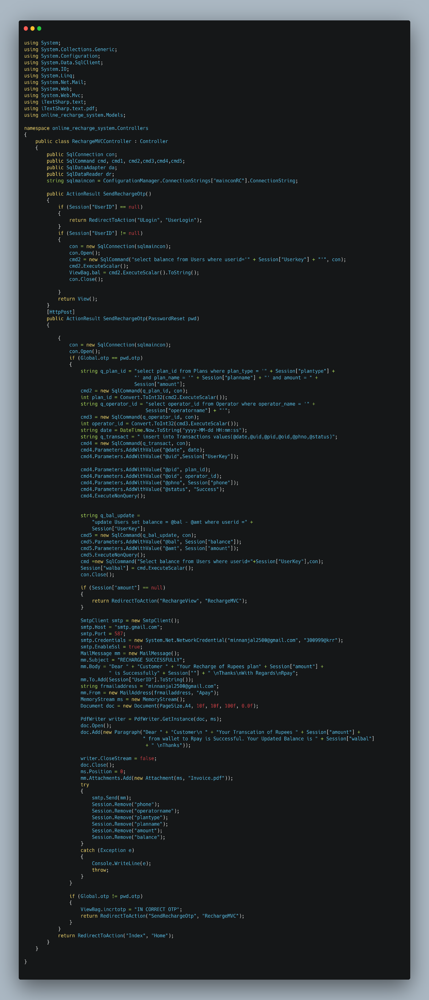 using System;
using System.Collections.Generic;
using System.Configuration;
using System.Data.SqlClient;
using System.IO;
using System.Linq;
using System.Net.Mail;
using System.Web;
using System.Web.Mvc;
using iTextSharp.text;
using iTextSharp.text.pdf;
using online_recharge_system.Models;

namespace online_recharge_system.Controllers
{
    public class RechargeMVCController : Controller
    {
        public SqlConnection con;
        public SqlCommand cmd, cmd1, cmd2,cmd3,cmd4,cmd5;
        public SqlDataAdapter da;
        public SqlDataReader dr;
        string sqlmaincon = ConfigurationManager.ConnectionStrings["mainconRC"].ConnectionString;

        public ActionResult SendRechargeOtp()
        {
            if (Session["UserID"] == null)
            {
                return RedirectToAction("ULogin", "UserLogin");
            }
            if (Session["UserID"] != null)
            {
                con = new SqlConnection(sqlmaincon);
                con.Open();
                cmd2 = new SqlCommand("select balance from Users where userid='" + Session["Userkey"] + "'", con);
                cmd2.ExecuteScalar();
                ViewBag.bal = cmd2.ExecuteScalar().ToString();
                con.Close();

            }
            return View();
        }
        [HttpPost]
        public ActionResult SendRechargeOtp(PasswordReset pwd)
        {

            {
                con = new SqlConnection(sqlmaincon);
                con.Open();
                if (Global.otp == pwd.otp)
                {
                    string q_plan_id = "select plan_id from Plans where plan_type = '" + Session["plantype"] +
                                       "' and plan_name = '" + Session["planname"] + "' and amount = " +
                                       Session["amount"];
                    cmd2 = new SqlCommand(q_plan_id, con);
                    int plan_id = Convert.ToInt32(cmd2.ExecuteScalar());
                    string q_operator_id = "select operator_id from Operator where operator_name = '" +
                                           Session["operatorname"] + "'";
                    cmd3 = new SqlCommand(q_operator_id, con);
                    int operator_id = Convert.ToInt32(cmd3.ExecuteScalar());
                    string date = DateTime.Now.ToString("yyyy-MM-dd HH:mm:ss");
                    string q_transact = " insert into Transactions values(@date,@uid,@pid,@oid,@phno,@status)";
                    cmd4 = new SqlCommand(q_transact, con);
                    cmd4.Parameters.AddWithValue("@date", date);
                    cmd4.Parameters.AddWithValue("@uid",Session["UserKey"]);

                    cmd4.Parameters.AddWithValue("@pid", plan_id);
                    cmd4.Parameters.AddWithValue("@oid", operator_id);
                    cmd4.Parameters.AddWithValue("@phno", Session["phone"]);
                    cmd4.Parameters.AddWithValue("@status", "Success");
                    cmd4.ExecuteNonQuery();


                    string q_bal_update =
                        "update Users set balance = @bal - @amt where userid =" +
                        Session["UserKey"];
                    cmd5 = new SqlCommand(q_bal_update, con);
                    cmd5.Parameters.AddWithValue("@bal", Session["balance"]);
                    cmd5.Parameters.AddWithValue("@amt", Session["amount"]);
                    cmd5.ExecuteNonQuery();
                    cmd =new SqlCommand("Select balance from Users where userid="+Session["UserKey"],con);
                    Session["walbal"] = cmd.ExecuteScalar();
                    con.Close();

                    if (Session["amount"] == null)
                    {
                        return RedirectToAction("RechargeView", "RechargeMVC");
                    }

                    SmtpClient smtp = new SmtpClient();
                    smtp.Host = "smtp.gmail.com";
                    smtp.Port = 587;
                    smtp.Credentials = new System.Net.NetworkCredential("minnanjal2500@gmail.com", "300999@krr");
                    smtp.EnableSsl = true;
                    MailMessage mm = new MailMessage();
                    mm.Subject = "RECHARGE SUCCESSFULLY";
                    mm.Body = "Dear " + "Customer " + "Your Recharge of Rupees plan" + Session["amount"] +
                              " is Successfully" + Session[""] + " \nThanks\nWith Regards\nRpay";
                    mm.To.Add(Session["UserID"].ToString());
                    string frmailaddress = "minnanjal2500@gmail.com";
                    mm.From = new MailAddress(frmailaddress, "Apay");
                    MemoryStream ms = new MemoryStream();
                    Document doc = new Document(PageSize.A4, 10f, 10f, 100f, 0.0f);

                    PdfWriter writer = PdfWriter.GetInstance(doc, ms);
                    doc.Open();
                    doc.Add(new Paragraph("Dear " + "Customer\n " + "Your Transcation of Rupees " + Session["amount"] +
                                          " from wallet to Rpay is Successful. Your Updated Balance is " + Session["walbal"]
                                           + " \nThanks"));

                    writer.CloseStream = false;
                    doc.Close();
                    ms.Position = 0;
                    mm.Attachments.Add(new Attachment(ms, "Invoice.pdf"));
                    try
                    {
                        smtp.Send(mm);
                        Session.Remove("phone");
                        Session.Remove("operatorname");
                        Session.Remove("plantype");
                        Session.Remove("planname");
                        Session.Remove("amount");
                        Session.Remove("balance");
                    }
                    catch (Exception e)
                    {
                        Console.WriteLine(e);
                        throw;
                    }
                }

                if (Global.otp != pwd.otp)
                {
                    ViewBag.incrtotp = "IN CORRECT OTP";
                    return RedirectToAction("SendRechargeOtp", "RechargeMVC");
                }
            }
            return RedirectToAction("Index", "Home");
        }
    }

}